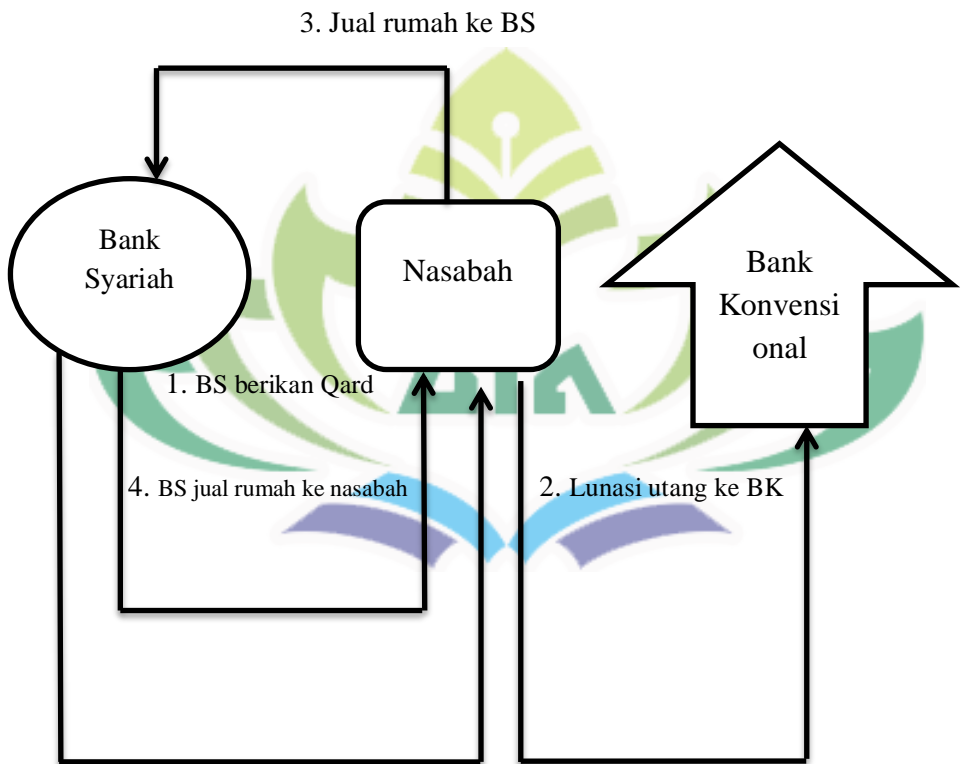 3. Jual rumah ke BS
Bank
Syariah
Nasabah
Bank
Konvensi
onal
1. BS berikan Qard
4. BS jual rumah ke nasabah
2. Lunasi utang ke BK